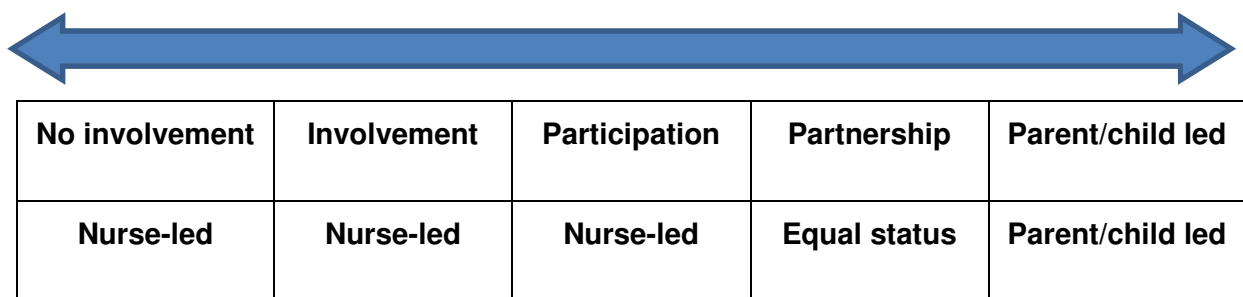 No involvement Involvement Participation Partnership Parent/child led
Nurse-led Nurse-led Nurse-led Equal status Parent/child led